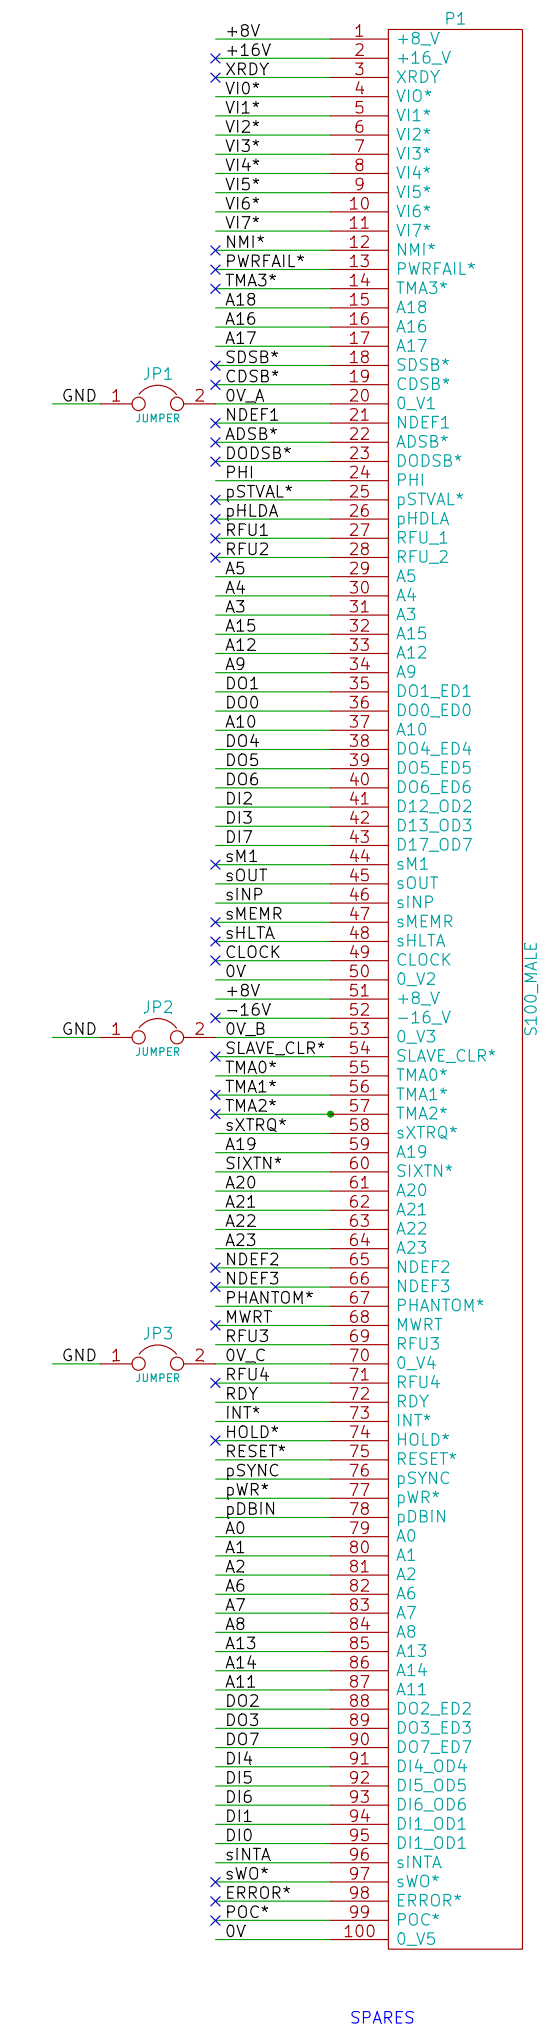 P1
+8V 1 +8_V
+16V 2 +16_V
XRDY 3 XRDY
VI0* 4 VIO*
VI1* 5 VI1*
VI2* 6 VI2*
VI3* 7 VI3*
VI4* 8 VI4*
VI5* 9 VI5*
VI6* 10 VI6*
VI7* 11 VI7*
NMI* 12 NMI*
PWRFAIL* 13 PWRFAIL*
TMA3* 14 TMA3*
A18 15 A18
A16 16 A16
A17 17 A17
SDSB* 18 SDSB*
JP1
CDSB* 19 CDSB*
GND 1 2 0V_A 20 0_V1
JUMPER
NDEF1 21 NDEF1
ADSB* 22 ADSB*
DODSB* 23 DODSB*
PHI 24 PHI
pSTVAL* 25 pSTVAL*
pHLDA 26 pHDLA
RFU1 27 RFU_1
RFU2 28 RFU_2
A5 29 A5
A4 30 A4
A3 31 A3
A15 32 A15
A12 33 A12
A9 34 A9
DO1 35 DO1_ED1
DO0 36 DO0_ED0
A10 37 A10
DO4 38 DO4_ED4
DO5 39 DO5_ED5
DO6 40 DO6_ED6
DI2 41 D12_OD2
DI3 42 D13_OD3
DI7 43 D17_OD7
sM1 44 sM1
sOUT 45 sOUT
sINP 46 sINP
sMEMR 47 sMEMR
sHLTA 48 sHLTA
CLOCK 49 CLOCK
S100_MALE
0V 50 0_V2
+8V 51 +8_V
JP2
-16V 52 -16_V
GND 1 2 0V_B 53 0_V3
JUMPER
SLAVE_CLR* 54 SLAVE_CLR*
TMA0* 55 TMA0*
TMA1* 56 TMA1*
TMA2* 57 TMA2*
sXTRQ* 58 sXTRQ*
A19 59 A19
SIXTN* 60 SIXTN*
A20 61 A20
A21 62 A21
A22 63 A22
A23 64 A23
NDEF2 65 NDEF2
NDEF3 66 NDEF3
PHANTOM* 67 PHANTOM*
MWRT 68 MWRT
JP3
RFU3 69 RFU3
GND 1 2 0V_C 70 0_V4
JUMPER
RFU4 71 RFU4
RDY 72 RDY
INT* 73 INT*
HOLD* 74 HOLD*
RESET* 75 RESET*
pSYNC 76 pSYNC
pWR* 77 pWR*
pDBIN 78 pDBIN
A0 79 A0
A1 80 A1
A2 81 A2
A6 82 A6
A7 83 A7
A8 84 A8
A13 85 A13
A14 86 A14
A11 87 A11
DO2 88 DO2_ED2
DO3 89 DO3_ED3
DO7 90 DO7_ED7
DI4 91 DI4_OD4
DI5 92 DI5_OD5
DI6 93 DI6_OD6
DI1 94 DI1_OD1
DI0 95 DI1_OD1
sINTA 96 sINTA
sWO* 97 sWO*
ERROR* 98 ERROR*
POC* 99 POC*
0V 100 0_V5
SPARES